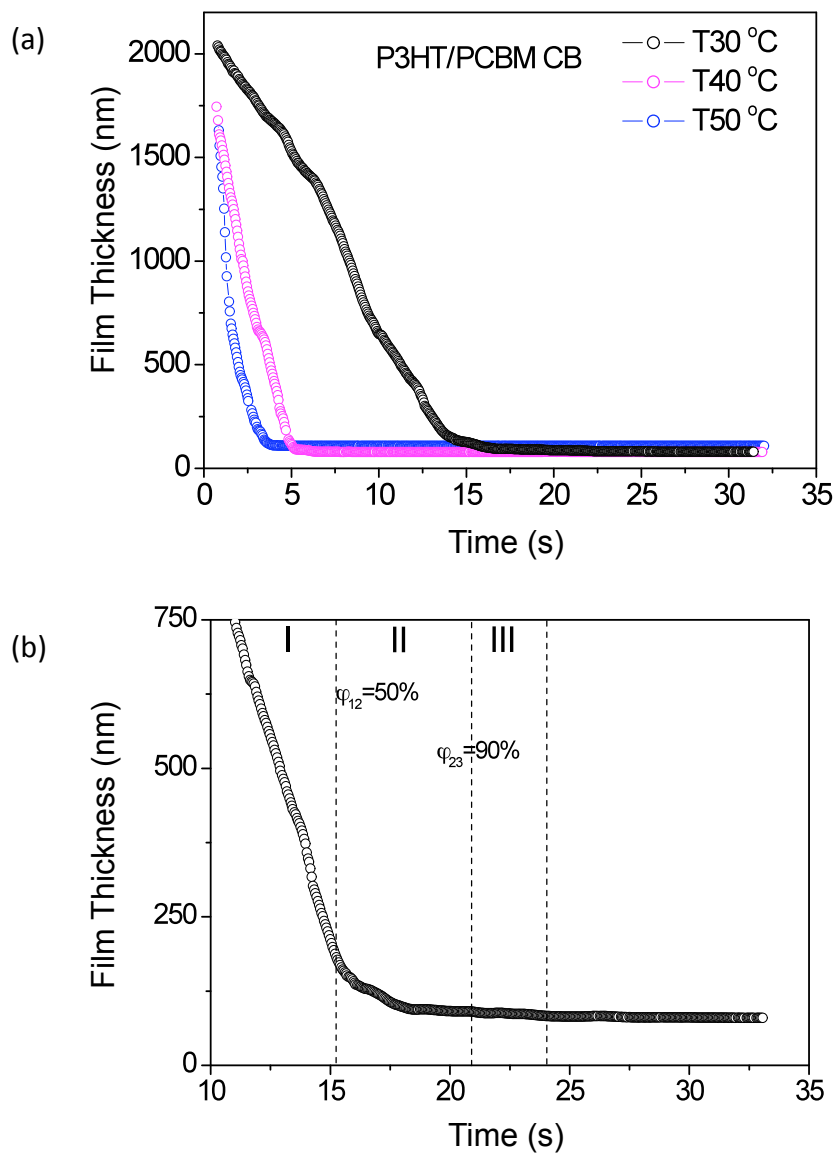 (a)
P3HT/PCBM CB
T30 °C
T40 °C
T50 °C
Film Thickness (nm)
2000
1500
1000
500
0
0 5 10 15 20 25 30 35
Time (s)
(b)
I II III
φ12=50%
φ23=90%
Film Thickness (nm)
750
500
250
0
10 15 20 25 30 35
Time (s)